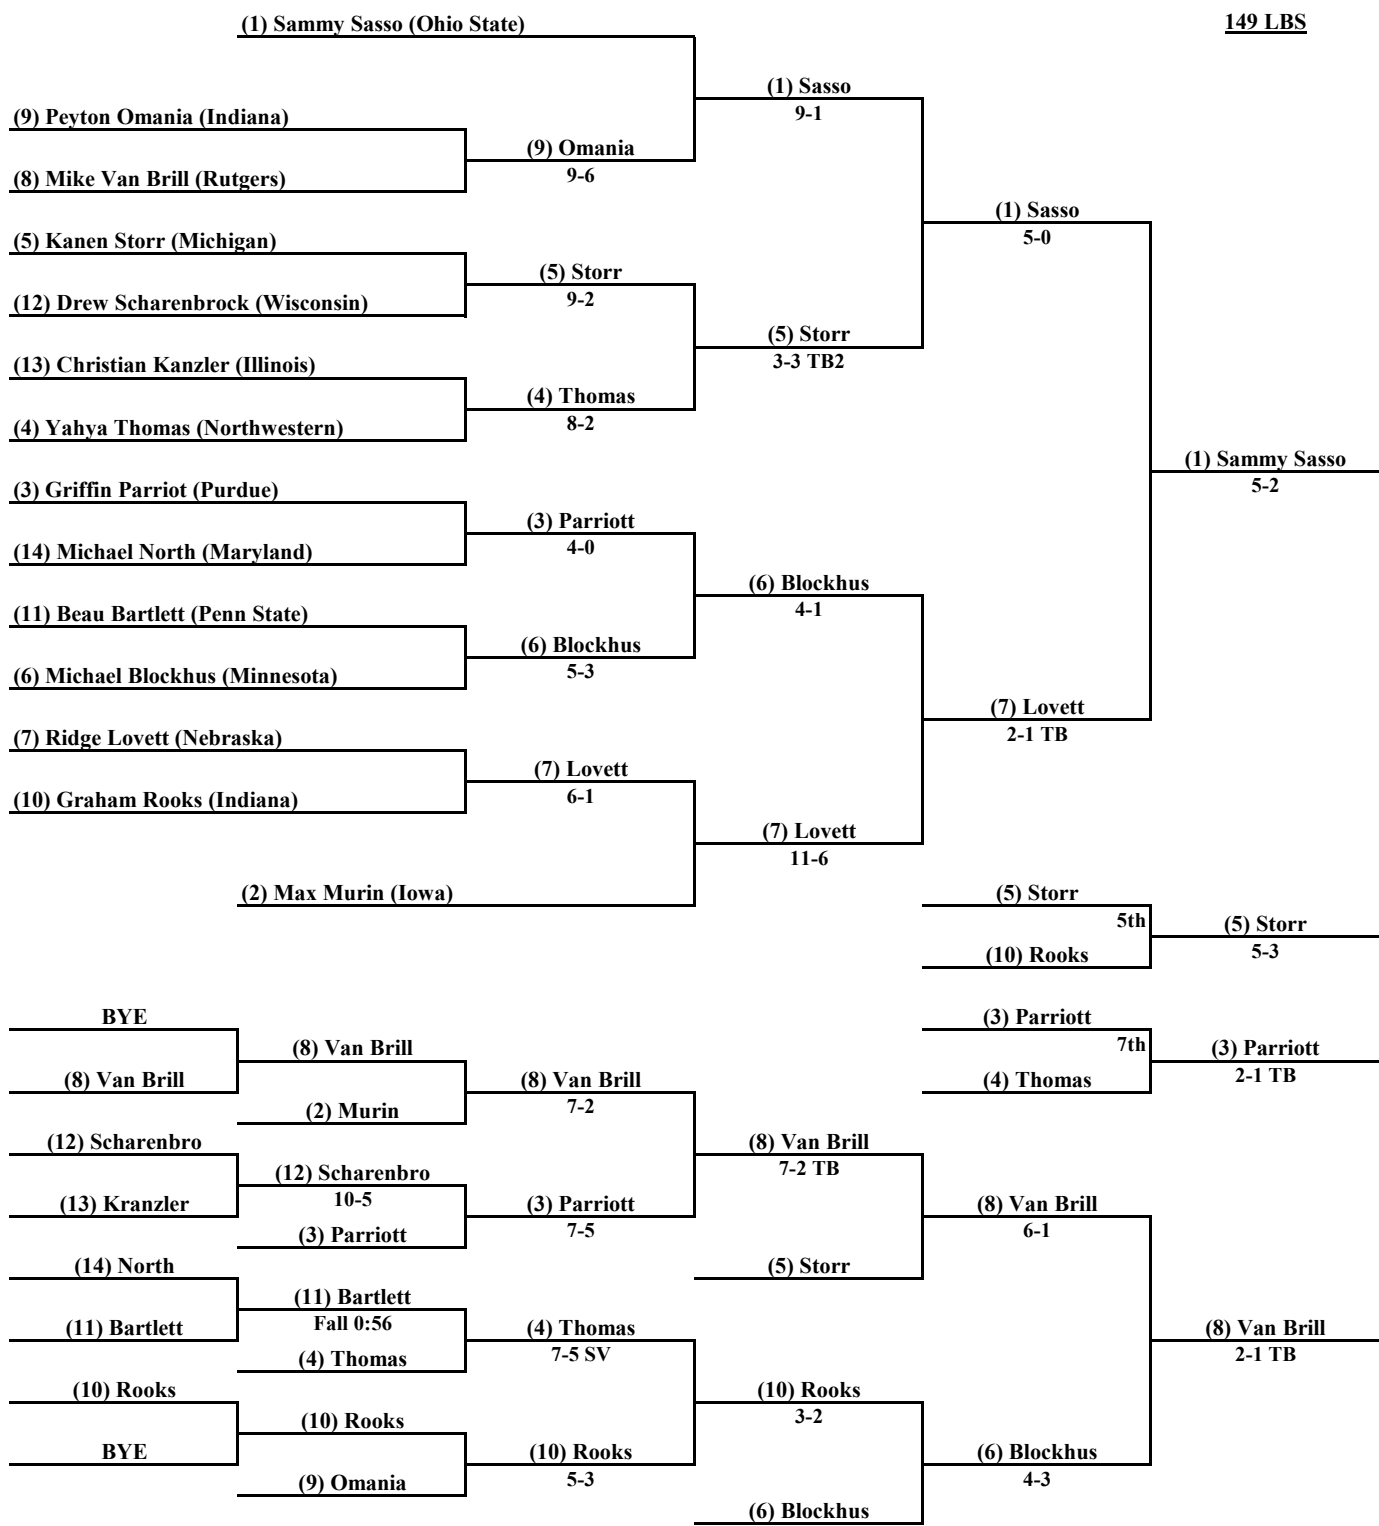 (1) Sammy Sasso (Ohio State)
149 LBS
(1) Sasso
9-1
(9) Peyton Omania (Indiana)
(9) Omania
9-6
(8) Mike Van Brill (Rutgers)
(1) Sasso
5-0
(5) Kanen Storr (Michigan)
(5) Storr
9-2
(12) Drew Scharenbrock (Wisconsin)
(5) Storr
3-3 TB2
(13) Christian Kanzler (Illinois)
(4) Thomas
8-2
(4) Yahya Thomas (Northwestern)
(1) Sammy Sasso
5-2
(3) Griffin Parriot (Purdue)
(3) Parriott
4-0
(14) Michael North (Maryland)
(6) Blockhus
4-1
(11) Beau Bartlett (Penn State)
(6) Blockhus
5-3
(6) Michael Blockhus (Minnesota)
(7) Lovett
2-1 TB
(7) Ridge Lovett (Nebraska)
(7) Lovett
6-1
(10) Graham Rooks (Indiana)
(7) Lovett
11-6
(2) Max Murin (Iowa)
(5) Storr
5th
(5) Storr
5-3
(10) Rooks
BYE
(3) Parriott
7th
(3) Parriott
2-1 TB
(4) Thomas
(8) Van Brill
(8) Van Brill
(8) Van Brill
7-2
(2) Murin
(12) Scharenbro
(8) Van Brill
7-2 TB
(12) Scharenbro
10-5
(13) Kranzler
(3) Parriott
7-5
(8) Van Brill
6-1
(3) Parriott
(14) North
(5) Storr
(11) Bartlett
Fall 0:56
(11) Bartlett
(4) Thomas
7-5 SV
(8) Van Brill
2-1 TB
(4) Thomas
(10) Rooks
(10) Rooks
3-2
(10) Rooks
BYE
(10) Rooks
5-3
(6) Blockhus
4-3
(9) Omania
(6) Blockhus